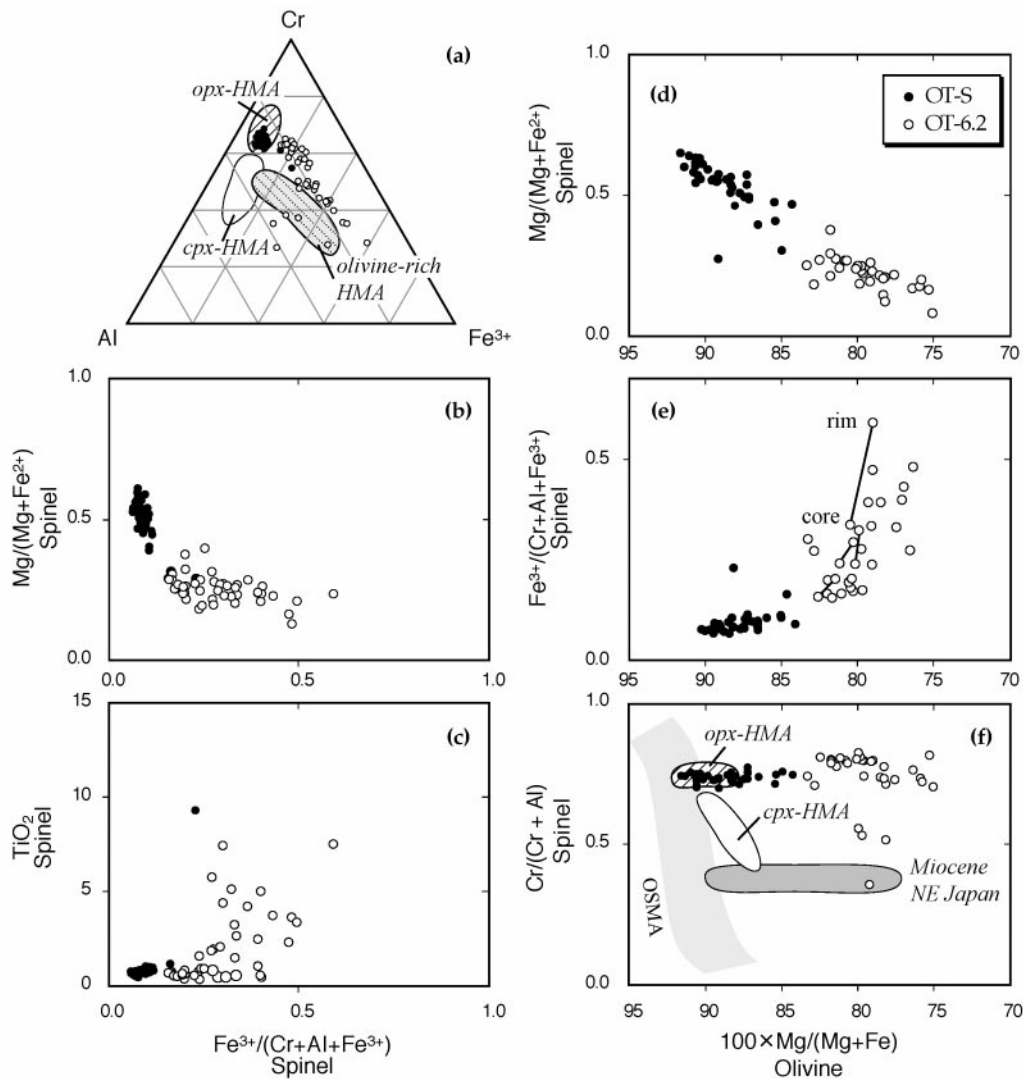 Cr
(a)
opx-HMA
cpx-HMA
olivine-rich
HMA
Al
Fe³⁺
1.0
(b)
Mg/(Mg+Fe²⁺)
Spinel
0.5
0.0
0.0
0.5
1.0
15
(c)
TiO₂
Spinel
10
5
0
0.0
0.5
1.0
Fe³⁺/(Cr+Al+Fe³⁺)
Spinel
1.0
(d)
OT-S
OT-6.2
Mg/(Mg+Fe²⁺)
Spinel
0.5
0.0
95
90
85
80
75
70
(e)
rim
core
Fe³⁺/(Cr+Al+Fe³⁺)
Spinel
0.5
0.0
95
90
85
80
75
70
1.0
(f)
opx-HMA
cpx-HMA
Cr/(Cr + Al)
Spinel
0.5
Miocene
NE Japan
OSMA
0.0
95
90
85
80
75
70
100×Mg/(Mg+Fe)
Olivine